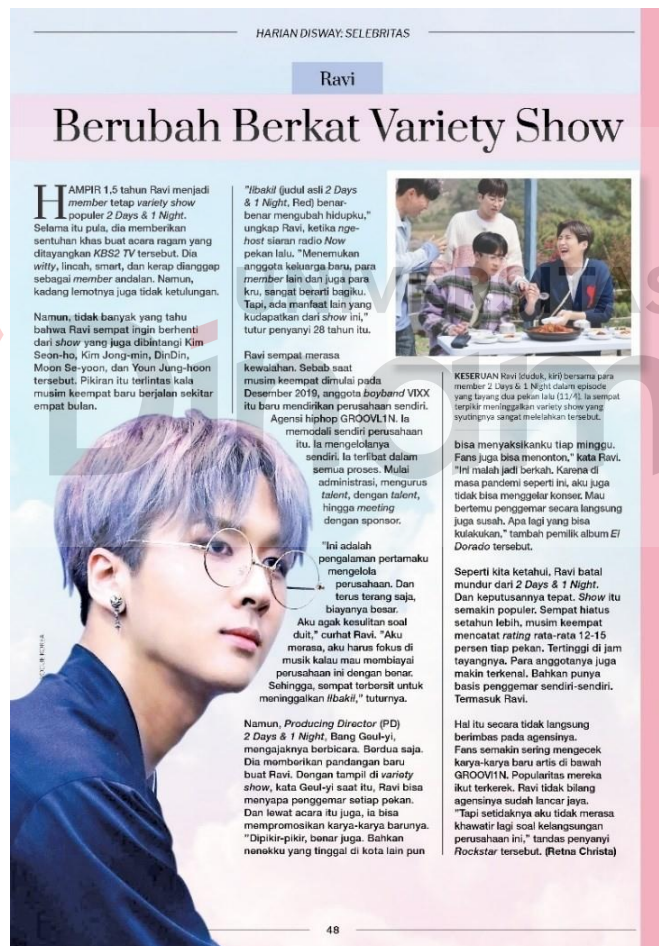 HARIAN DISWAY: SELEBRITAS
Ravi
Berubah Berkat Variety Show
HAMPIR 1,5 tahun Ravi menjadi
member tetap variety show
populer 2 Days & 1 Night.
Selama itu pula, dia memberikan
sentuhan khas buat acara ragam yang
ditayangkan KBS2 TV tersebut. Dia
witty, lincah, smart, dan kerap dianggap
sebagai member andalan. Namun,
kadang lemotnya juga tidak ketulungan.
Namun, tidak banyak yang tahu
bahwa Ravi sempat ingin berhenti
dari show yang juga dibintangi Kim
Seon-ho, Kim Jong-min, DinDin,
Moon Se-yoon, dan Youn Jung-hoon
tersebut. Pikiran itu terlintas kala
musim keempat baru berjalan sekitar
empat bulan.
"Ilbakil (judul asli 2 Days
& 1 Night, Red) benar-
benar mengubah hidupku,"
ungkap Ravi, ketika nge-
host siaran radio Now
pekan lalu. "Menemukan
anggota keluarga baru, para
member lain dan juga para
kru, sangat berarti bagiku.
Tapi, ada manfaat lain yang
kudapatkan dari show ini,"
tutur penyanyi 28 tahun itu.
Ravi sempat merasa
kewalahan. Sebab saat
musim keempat dimulai pada
Desember 2019, anggota boyband VIXX
itu baru mendirikan perusahaan sendiri.
Agensi hiphop GROOVL1N. Ia
memodali sendiri perusahaan
itu. Ia mengelolanya
sendiri. Ia terlibat dalam
semua proses. Mulai
administrasi, mengurus
talent, dengan talent,
hingga meeting
dengan sponsor.
"Ini adalah
pengalaman pertamaku
mengelola
perusahaan. Dan
terus terang saja,
biayanya besar.
Aku agak kesulitan soal
duit," curhat Ravi. "Aku
merasa, aku harus fokus di
musik kalau mau membiayai
perusahaan ini dengan benar.
Sehingga, sempat terbersit untuk
meninggalkan Ilbakil," tuturnya.
Namun, Producing Director (PD)
2 Days & 1 Night, Bang Geul-yi,
mengajaknya berbicara. Berdua saja.
Dia memberikan pandangan baru
buat Ravi. Dengan tampil di variety
show, kata Geul-yi saat itu, Ravi bisa
menyapa penggemar setiap pekan.
Dan lewat acara itu juga, ia bisa
mempromosikan karya-karya barunya.
"Dipikir-pikir, benar juga. Bahkan
nenekku yang tinggal di kota lain pun
KESERUAN Ravi (duduk, kiri) bersama para
member 2 Days & 1 Night dalam episode
yang tayang dua pekan lalu (11/4). Ia sempat
terpikir meninggalkan variety show yang
syutingnya sangat melelahkan tersebut.
bisa menyaksikanku tiap minggu.
Fans juga bisa menonton," kata Ravi.
"Ini malah jadi berkah. Karena di
masa pandemi seperti ini, aku juga
tidak bisa menggelar konser. Mau
bertemu penggemar secara langsung
juga susah. Apa lagi yang bisa
kulakukan," tambah pemilik album El
Dorado tersebut.
Seperti kita ketahui, Ravi batal
mundur dari 2 Days & 1 Night.
Dan keputusannya tepat. Show itu
semakin populer. Sempat hiatus
setahun lebih, musim keempat
mencatat rating rata-rata 12-15
persen tiap pekan. Tertinggi di jam
tayangnya. Para anggotanya juga
makin terkenal. Bahkan punya
basis penggemar sendiri-sendiri.
Termasuk Ravi.
Hal itu secara tidak langsung
berimbas pada agensinya.
Fans semakin sering mengecek
karya-karya baru artis di bawah
GROOVl1N. Popularitas mereka
ikut terkerek. Ravi tidak bilang
agensinya sudah lancar jaya.
"Tapi setidaknya aku tidak merasa
khawatir lagi soal kelangsungan
perusahaan ini," tandas penyanyi
Rockstar tersebut. (Retna Christa)
48